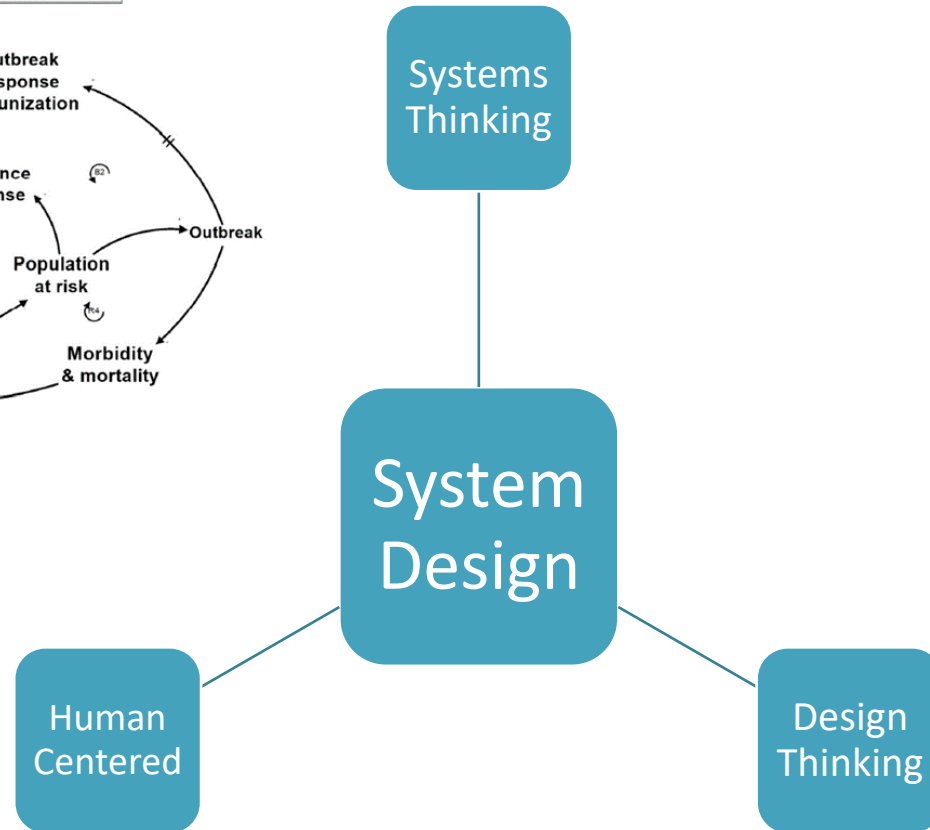 Systems
Thinking
utbreak
sponse
unization
B2
nce
nse
Outbreak
Population
at risk
Morbidity
& mortality
System
Design
Human
Centered
Design
Thinking